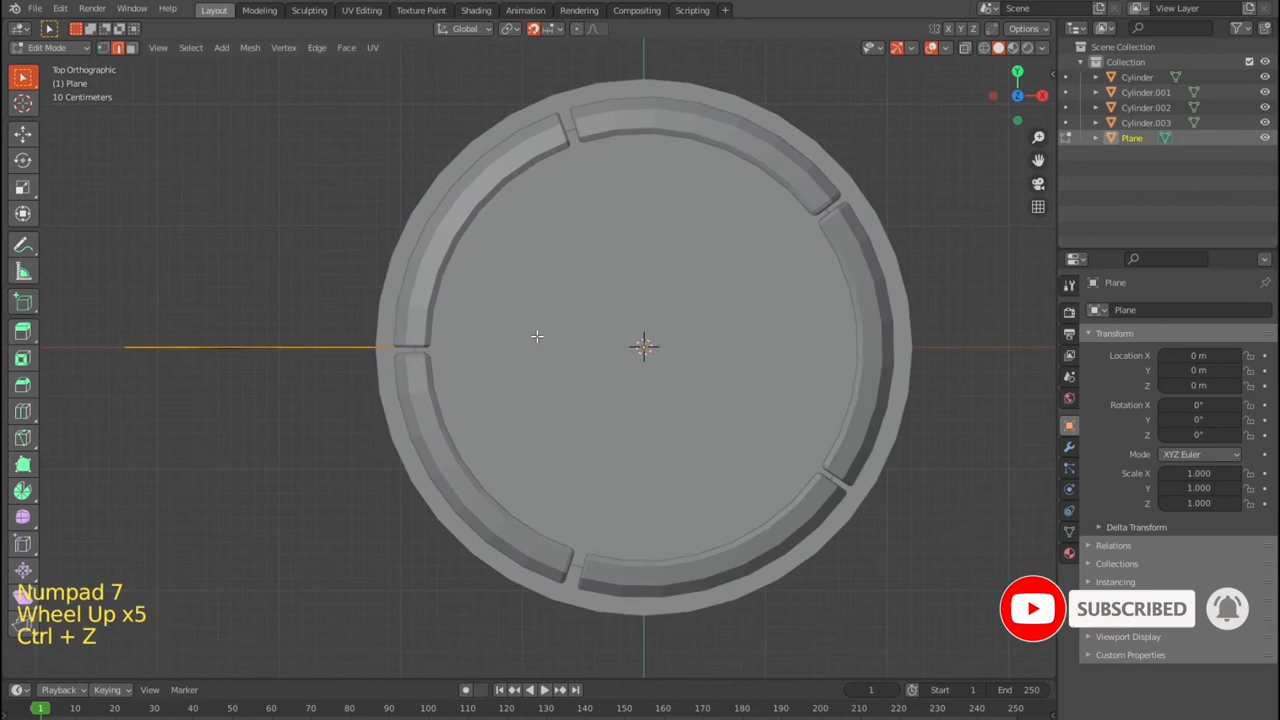 File Edit Render Window Help Layout Modeling Sculpting UV Editing Texture Paint Shading Animation Rendering Compositing Scripting + Scene View Layer
Global Options
X Y Z
Edit Mode View Select Add Mesh Vertex Edge Face UV
Top Orthographic
(1) Plane
10 Centimeters
Y
Z X
Scene Collection
Collection
Cylinder
Cylinder.001
Cylinder.002
Cylinder.003
Plane
Plane
Plane
Transform
Location X 0 m
Y 0 m
Z 0 m
Rotation X 0°
Y 0°
Z 0°
Mode XYZ Euler
Scale X 1.000
Y 1.000
Z 1.000
Delta Transform
Relations
Collections
Instancing
Viewport Display
Custom Properties
Numpad 7
Wheel Up x5
Ctrl + Z
SUBSCRIBED
Playback Keying View Marker 1 Start 1 End 250
1 10 20 30 40 50 60 70 80 90 100 110 120 130 140 150 160 170 180 190 200 210 220 230 240 250